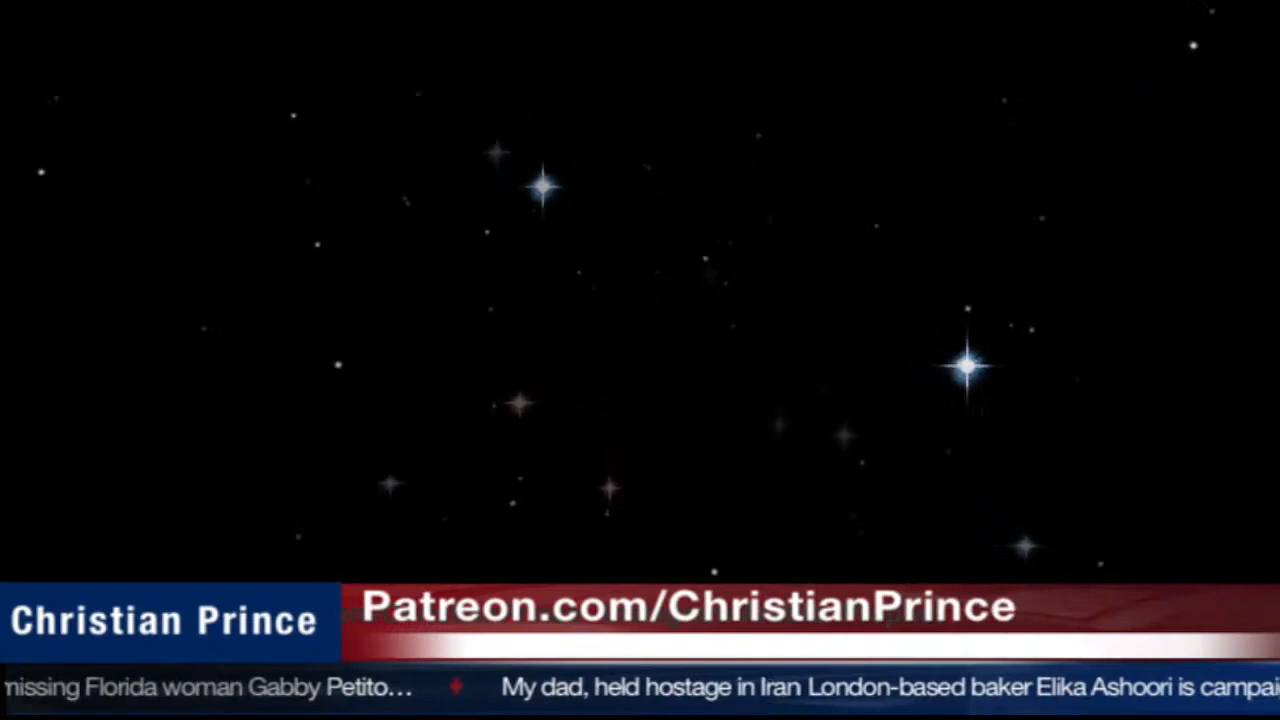 Christian Prince
Patreon.com/ChristianPrince
missing Florida woman Gabby Petito... My dad, held hostage in Iran London-based baker Elika Ashoori is campai